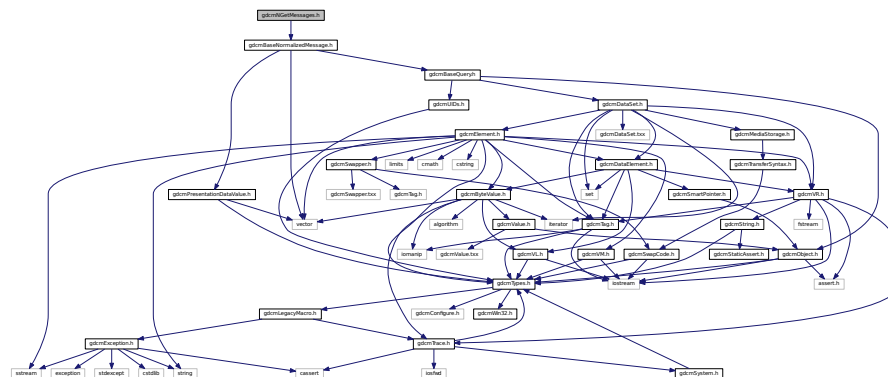 gdcmNGetMessages.h
gdcmBaseNormalizedMessage.h
gdcmBaseQuery.h
gdcmUIDs.h
gdcmDataSet.h
gdcmElement.h
gdcmDataSet.txx
gdcmMediaStorage.h
gdcmSwapper.h
limits
cmath
cstring
gdcmDataElement.h
gdcmTransferSyntax.h
gdcmPresentationDataValue.h
gdcmSwapper.txx
gdcmTag.h
gdcmByteValue.h
set
gdcmSmartPointer.h
gdcmVR.h
vector
algorithm
gdcmValue.h
iterator
gdcmTag.h
gdcmString.h
fstream
iomanip
gdcmValue.txx
gdcmVL.h
gdcmVM.h
gdcmSwapCode.h
gdcmStaticAssert.h
gdcmObject.h
gdcmTypes.h
iostream
assert.h
gdcmLegacyMacro.h
gdcmConfigure.h
gdcmWin32.h
gdcmException.h
gdcmTrace.h
sstream
exception
stdexcept
cstdlib
string
cassert
iosfwd
gdcmSystem.h